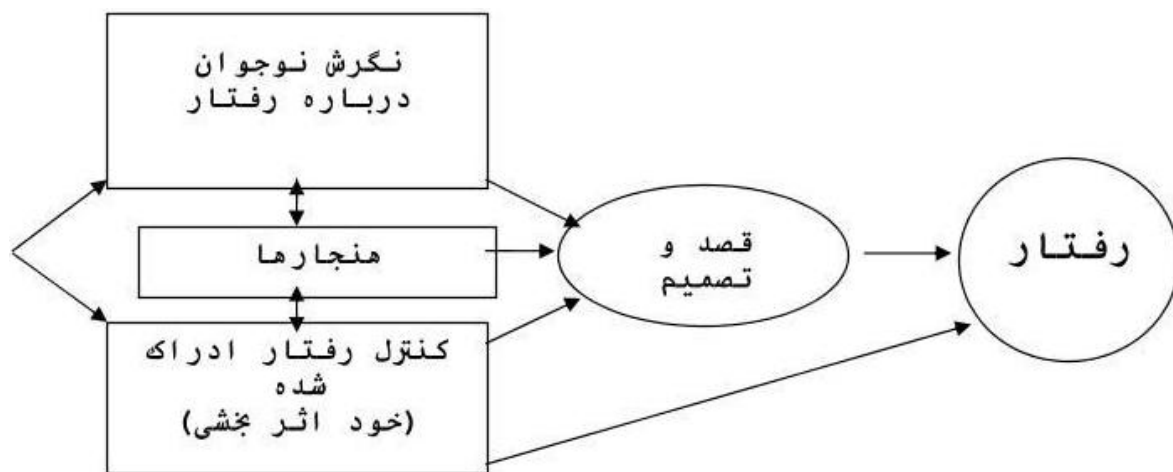 نگرش نوجوان
درباره رفتار
هنجارها
کنترل رفتار ادراک
شده
(خود اثر بخشی)
قصد و
تصمیم
رفتار